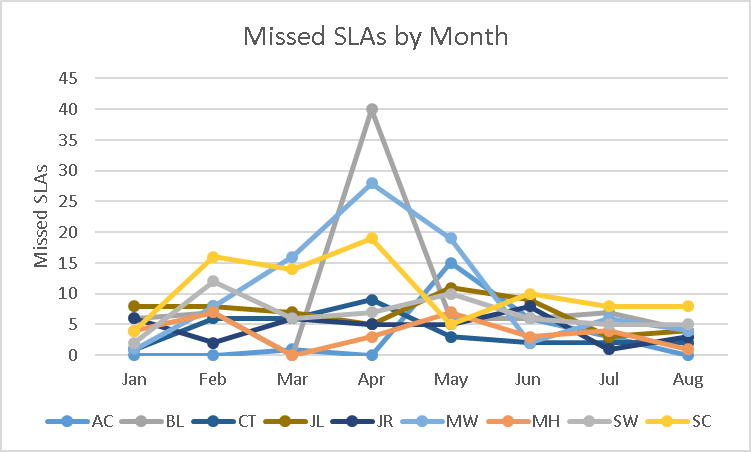 Missed SLAs by Month
45
40
35
30
25
20
15
10
5
0
Missed SLAs
Jan Feb Mar Apr May Jun Jul Aug
AC BL CT JL JR MW MH SW SC